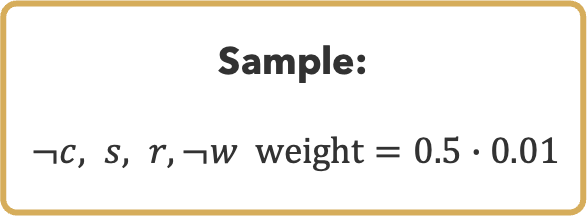 Sample:
¬c, s, r,¬w weight = 0.5 · 0.01